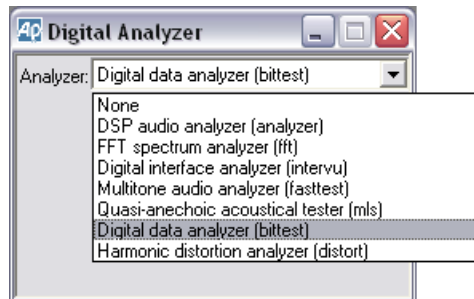 Ap Digital Analyzer
Analyzer: Digital data analyzer (bittest)
None
DSP audio analyzer (analyzer)
FFT spectrum analyzer (fft)
Digital interface analyzer (intervu)
Multitone audio analyzer (fasttest)
Quasi-anechoic acoustical tester (mls)
Digital data analyzer (bittest)
Harmonic distortion analyzer (distort)